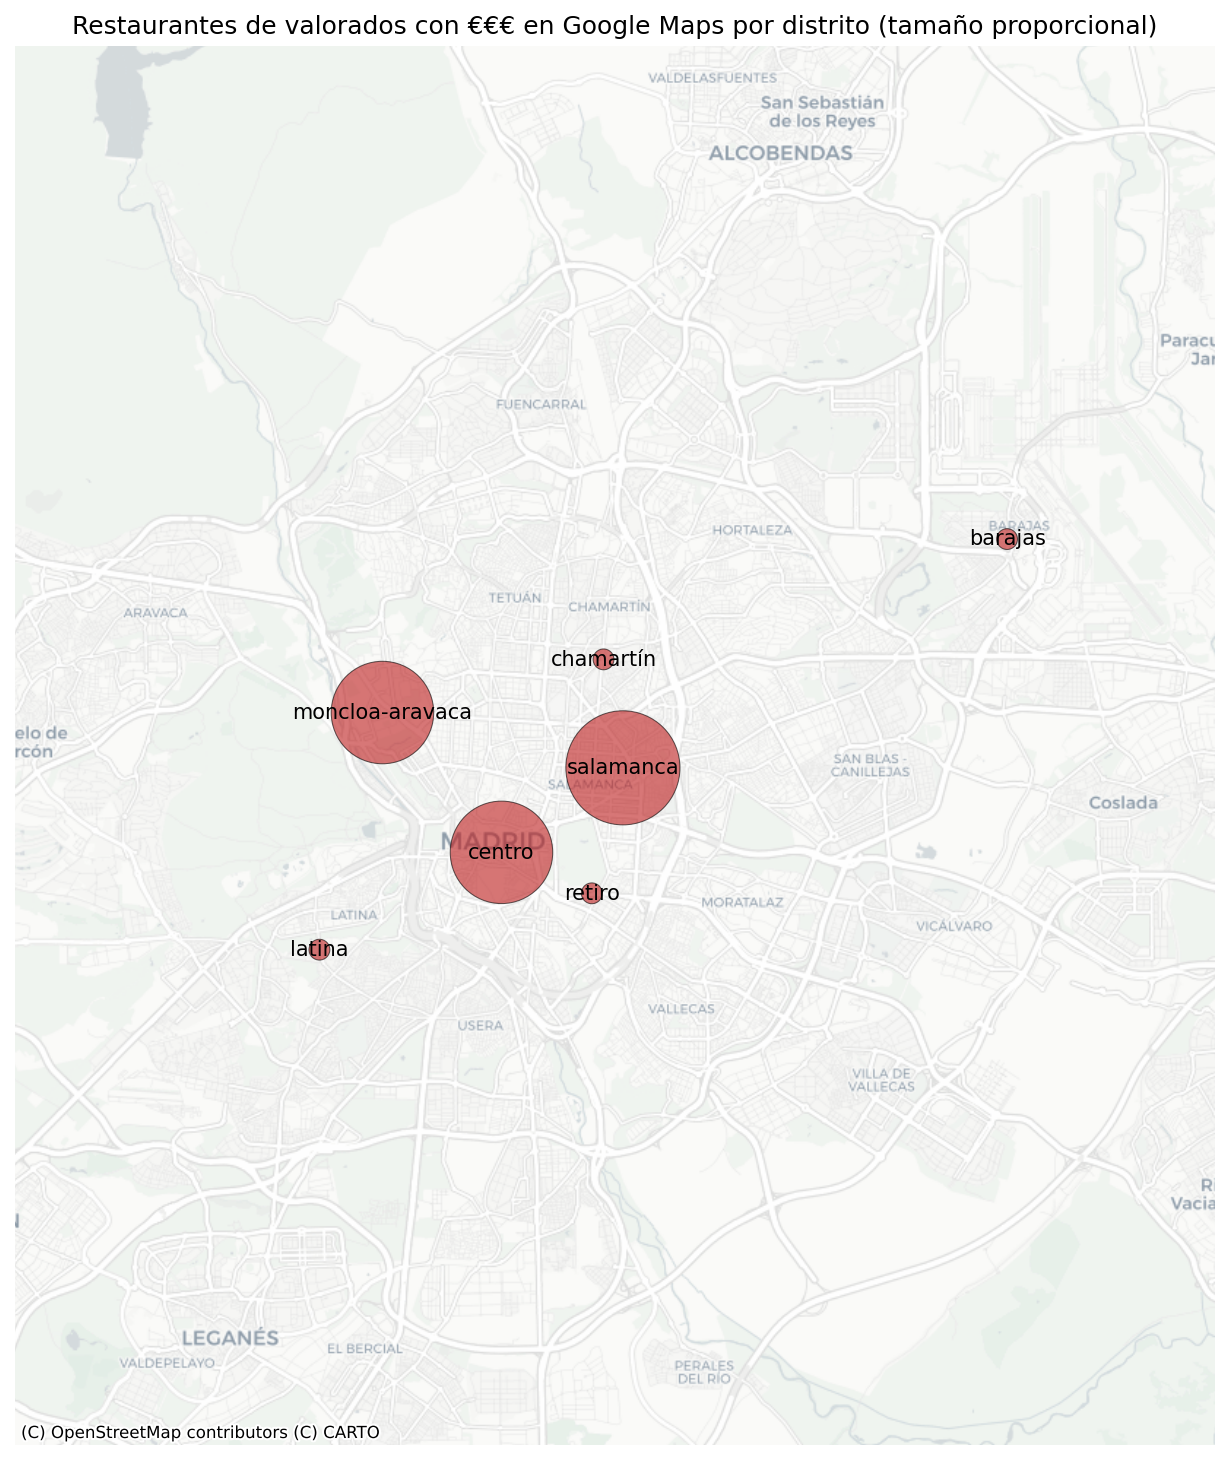 Restaurantes de valorados con €€€ en Google Maps por distrito (tamaño proporcional)
VALDELASFUENTES
San Sebastián
de los Reyes
ALCOBENDAS
Paracu
Jar
FUENCARRAL
HORTALEZA
BARAJAS
barajas
TETUÁN
CHAMARTÍN
ARAVACA
chamartín
moncloa-aravaca
elo de
rcón
salamanca
SALAMANCA
SAN BLAS -
CANILLEJAS
Coslada
MADRID
centro
retiro
MORATALAZ
LATINA
VICÁLVARO
latina
VALLECAS
USERA
VILLA DE
VALLECAS
R
Vacia
N
LEGANÉS
EL BERCIAL
VALDEPELAYO
PERALES
DEL RÍO
(C) OpenStreetMap contributors (C) CARTO